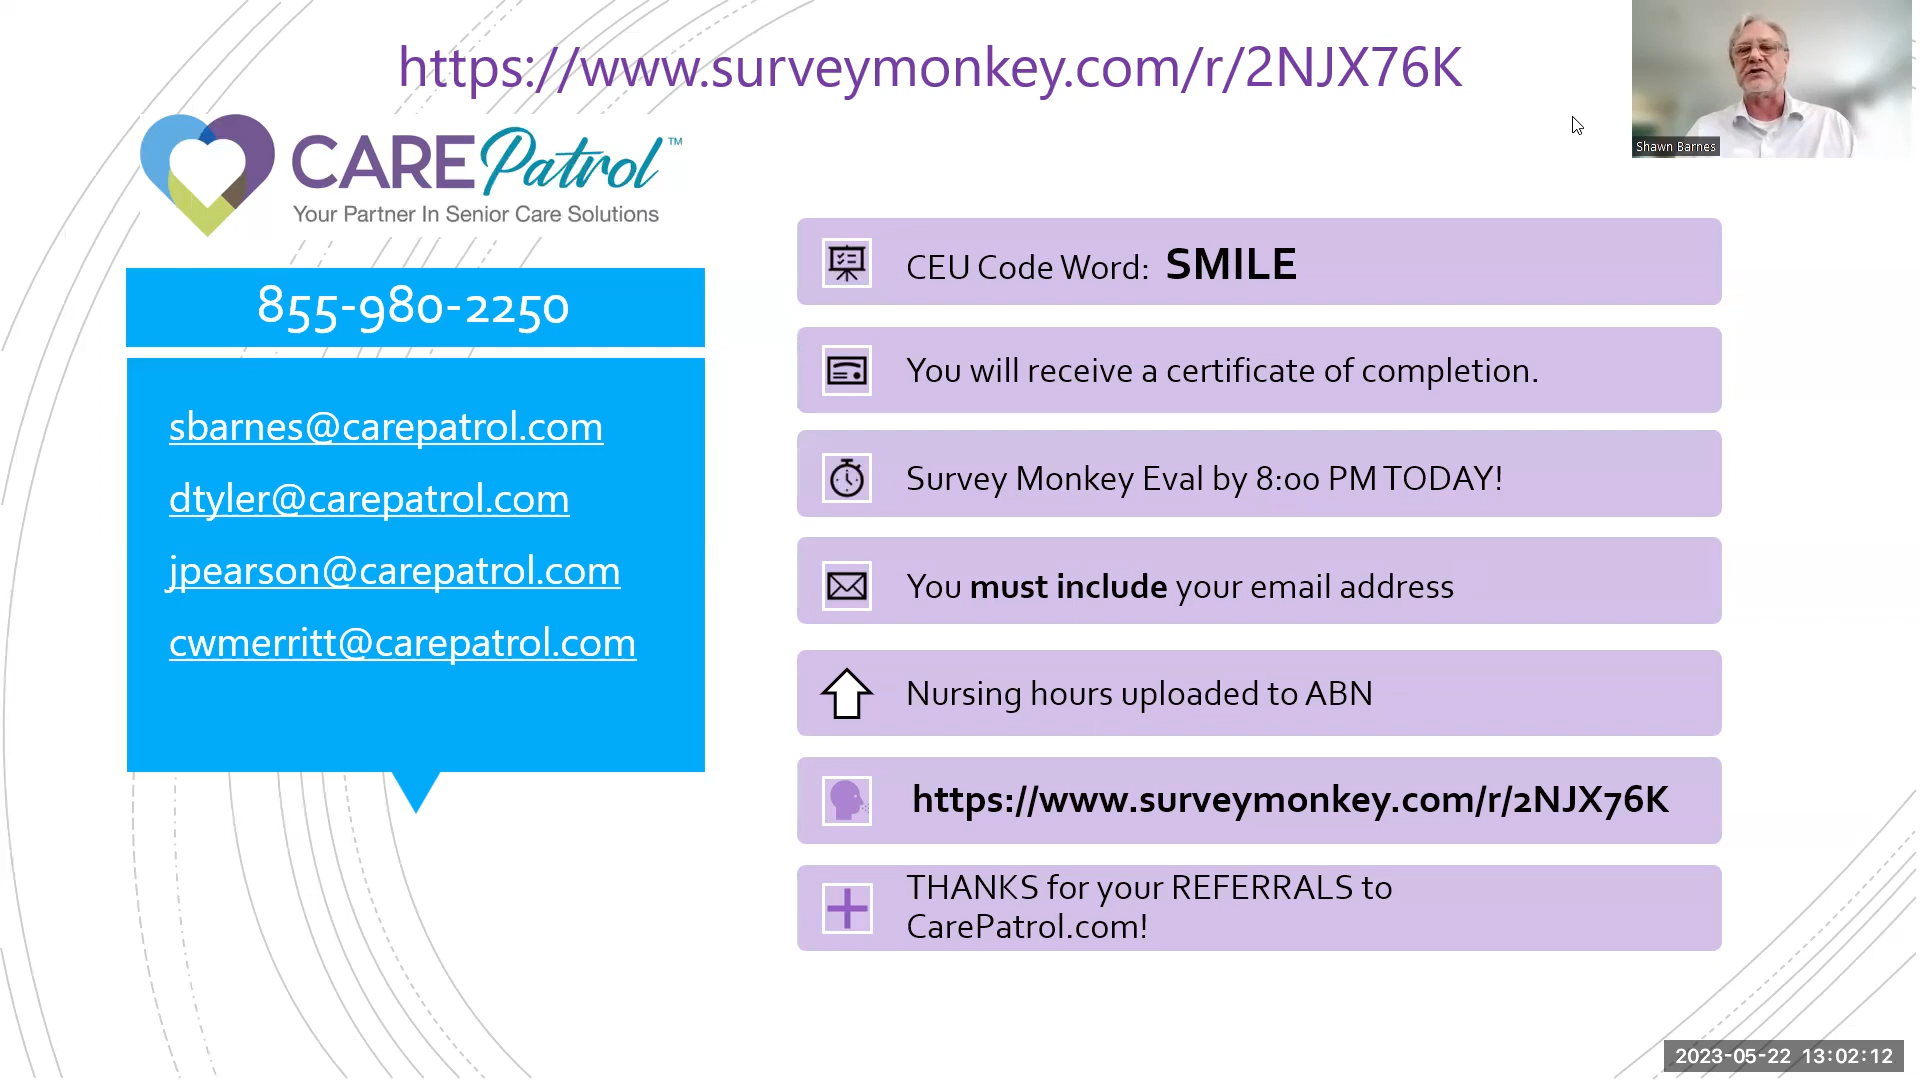 https://www.surveymonkey.com/r/2NJX76K
CAREPatrol™
Your Partner In Senior Care Solutions
855-980-2250
sbarnes@carepatrol.com
dtyler@carepatrol.com
jpearson@carepatrol.com
cwmerritt@carepatrol.com
Shawn Barnes
CEU Code Word: SMILE
You will receive a certificate of completion.
Survey Monkey Eval by 8:00 PM TODAY!
You must include your email address
Nursing hours uploaded to ABN
https://www.surveymonkey.com/r/2NJX76K
THANKS for your REFERRALS to
CarePatrol.com!
2023-05-22 13:02:12